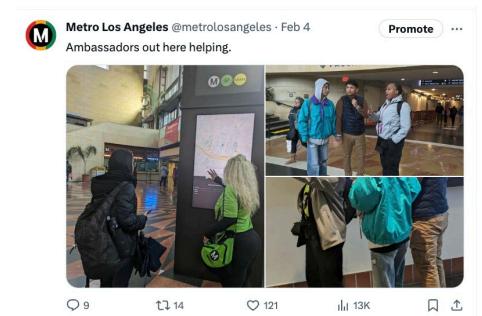 Metro Los Angeles @metrolosangeles · Feb 4
Promote
Ambassadors out here helping.
M
M
9
14
121
13K